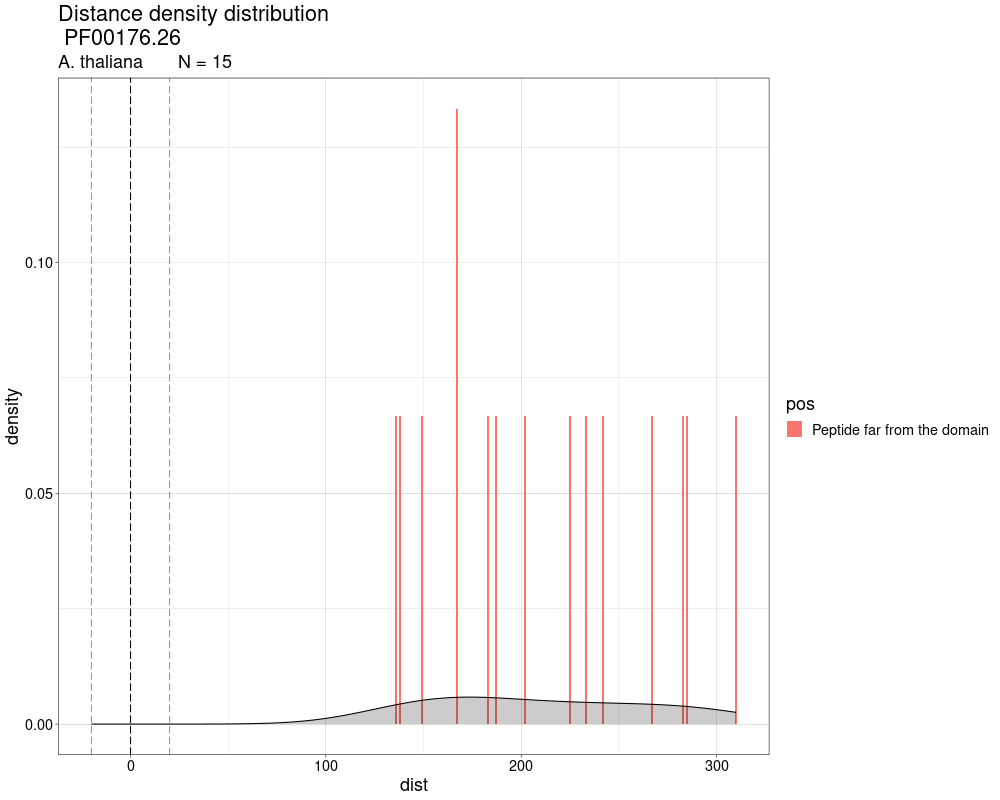 Distance density distribution
PF00176.26
A. thaliana N = 15
0.10
0.05
0.00
density
0 100 200 300
dist
pos
Peptide far from the domain